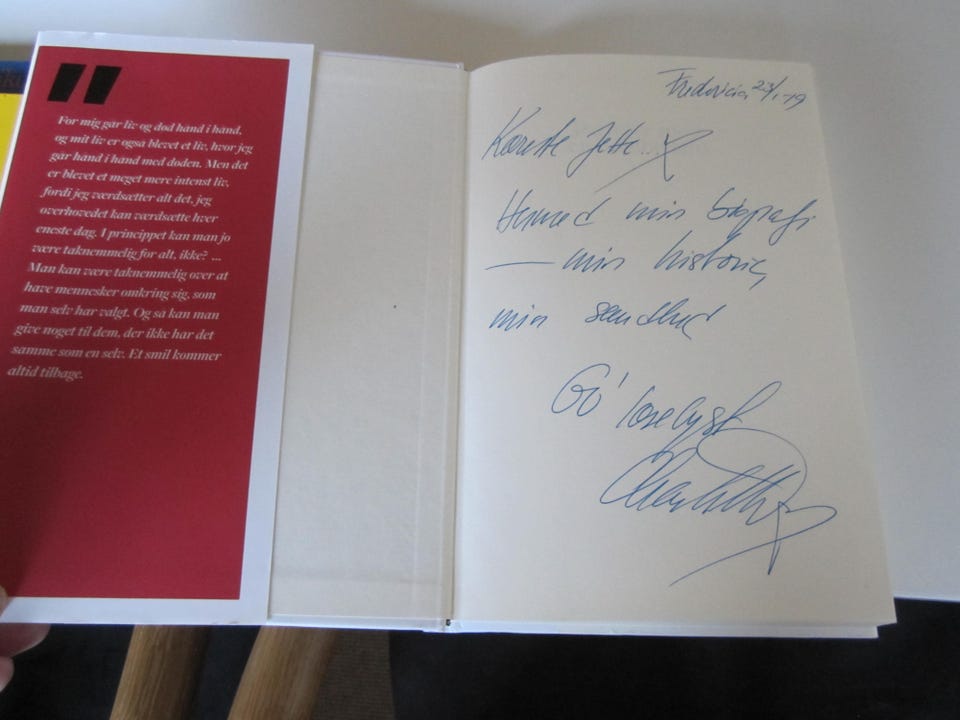 "
For mig går liv og død hånd i hånd,
og mit liv er også blevet et liv, hvor jeg
går hånd i hånd med døden. Men det
er blevet et meget mere intenst liv,
fordi jeg værdsætter alt det, jeg
overhovedet kan værdsætte hver
eneste dag. I princippet kan man jo
være taknemmelig for alt, ikke? ...
Man kan være taknemmelig over at
have mennesker omkring sig, som
man selv har valgt. Og så kan man
give noget til dem, der ikke har det
samme som en selv. Et smil kommer
altid tilbage.
Fredericia 23/1-19
Kæreste Jette.. X
Hermed min biografi
— min historie,
min sandhed
Go' læselyst